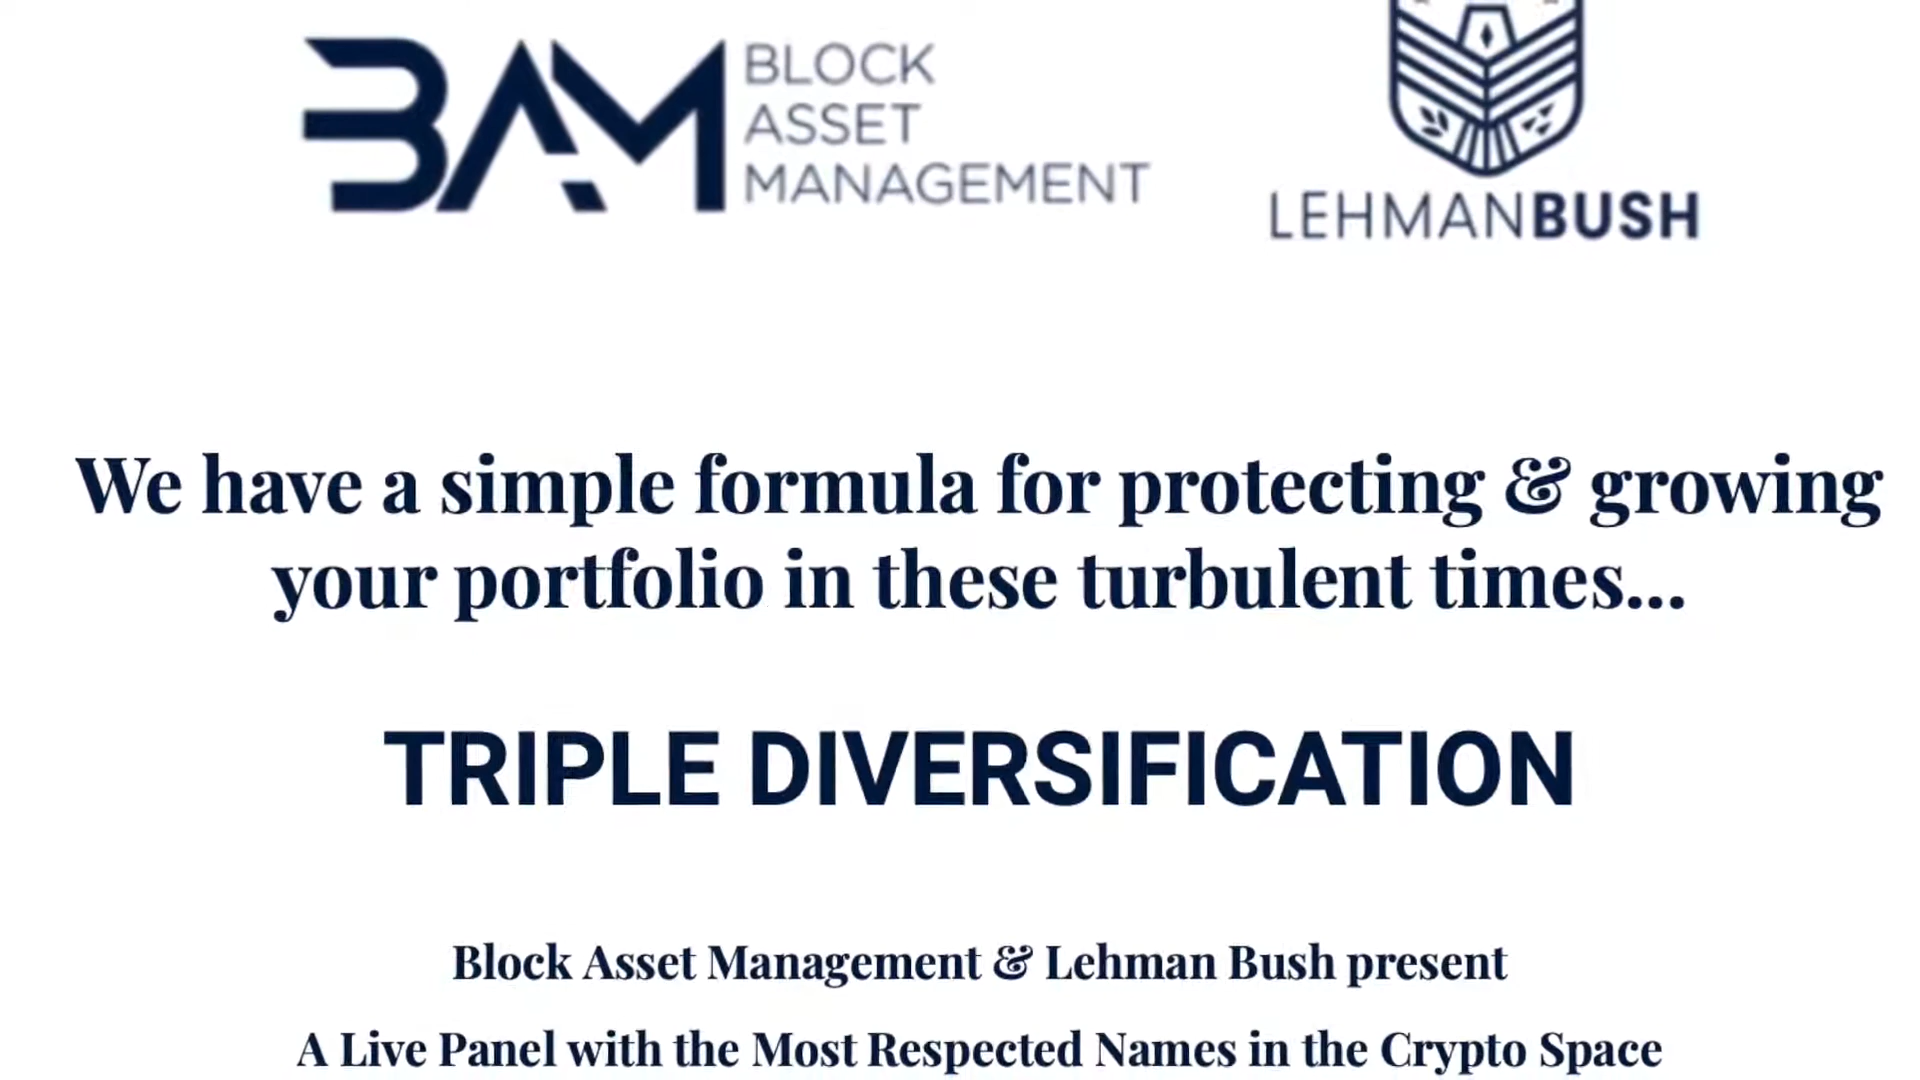 BAM
BLOCK
ASSET
MANAGEMENT
LEHMANBUSH
We have a simple formula for protecting & growing
your portfolio in these turbulent times...
TRIPLE DIVERSIFICATION
Block Asset Management & Lehman Bush present
A Live Panel with the Most Respected Names in the Crypto Space